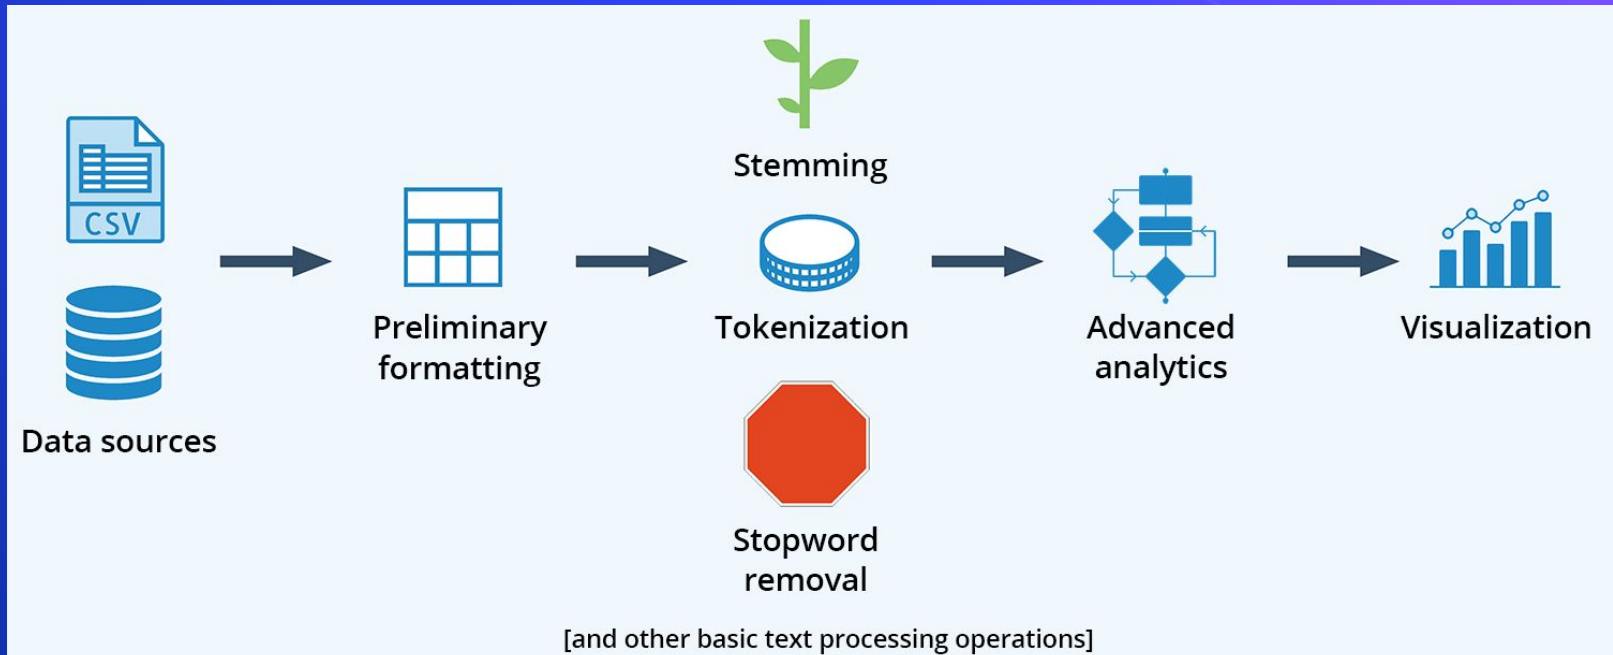 CSV
Data sources
Preliminary
formatting
Stemming
Tokenization
Stopword
removal
[and other basic text processing operations]
Advanced
analytics
Visualization